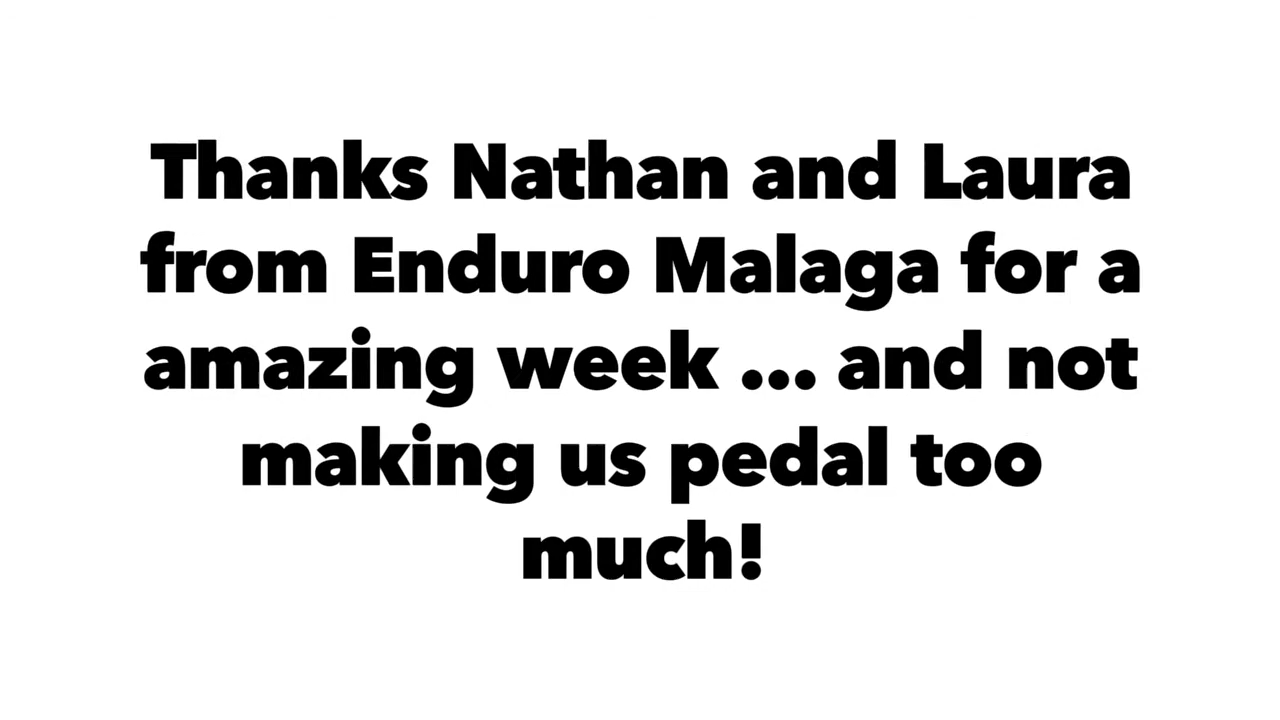 Thanks Nathan and Laura
from Enduro Malaga for a
amazing week ... and not
making us pedal too
much!